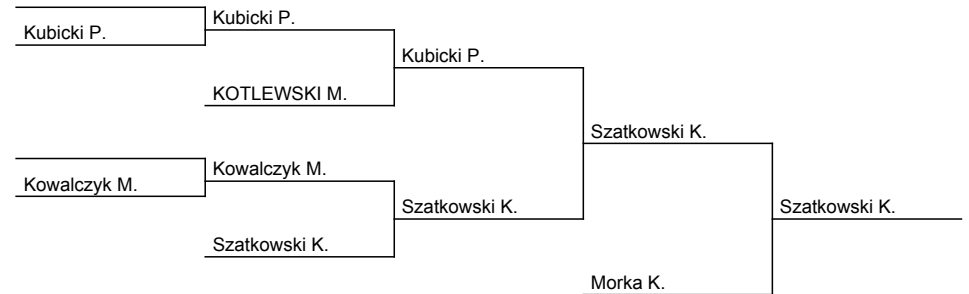 Kubicki P.
Kubicki P.
Kubicki P.
KOTLEWSKI M.
Szatkowski K.
Kowalczyk M.
Kowalczyk M.
Szatkowski K.
Szatkowski K.
Szatkowski K.
Morka K.